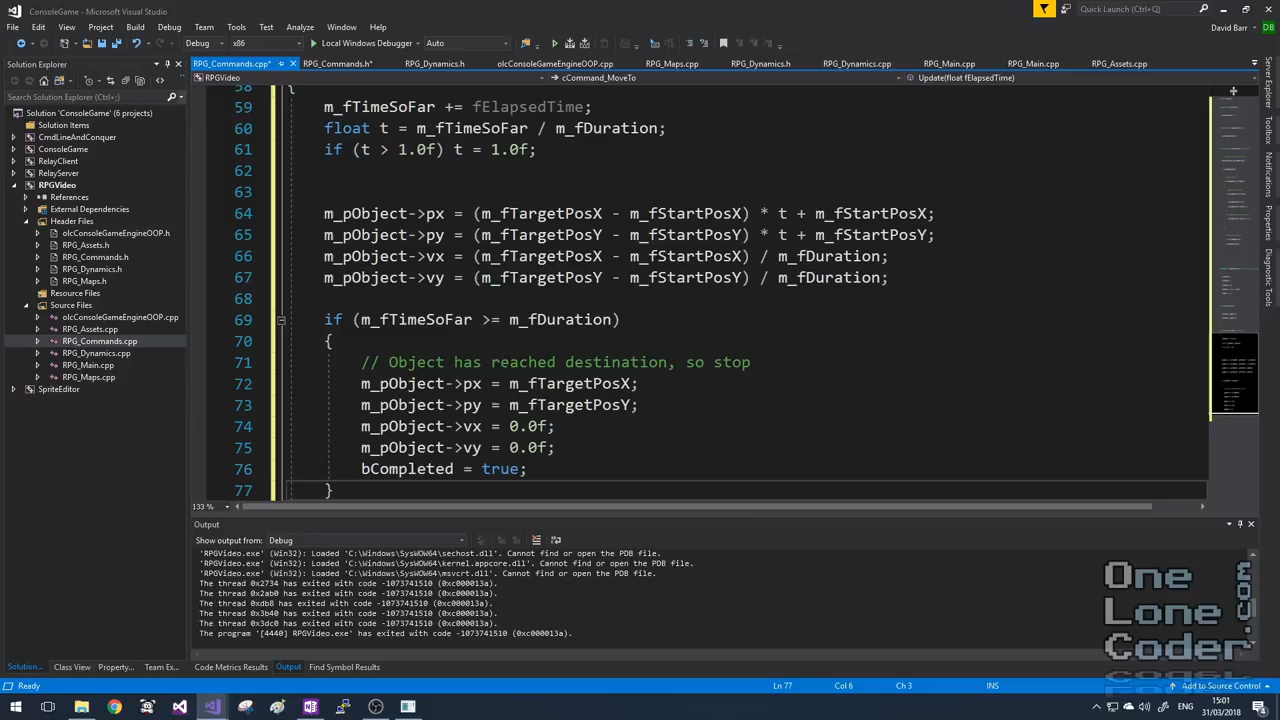 ConsoleGame - Microsoft Visual Studio
Quick Launch (Ctrl+Q)
File Edit View Project Build Debug Team Tools Test Analyze Window Help
David Barr DB
Debug x86 Local Windows Debugger Auto
Solution Explorer
RPG_Commands.cpp* RPG_Commands.h* RPG_Dynamics.h olcConsoleGameEngineOOP.cpp RPG_Maps.cpp RPG_Dynamics.h RPG_Dynamics.cpp RPG_Main.cpp RPG_Main.cpp RPG_Assets.cpp
RPGVideo cCommand_MoveTo Update(float fElapsedTime)
Search Solution Explorer (Ctrl+;)
Solution 'ConsoleGame' (6 projects)
Solution Items
CmdLineAndConquer
ConsoleGame
RelayClient
RelayServer
RPGVideo
References
External Dependencies
Header Files
olcConsoleGameEngineOOP.h
RPG_Assets.h
RPG_Commands.h
RPG_Dynamics.h
RPG_Maps.h
Resource Files
Source Files
olcConsoleGameEngineOOP.cpp
RPG_Assets.cpp
RPG_Commands.cpp
RPG_Dynamics.cpp
RPG_Main.cpp
RPG_Maps.cpp
SpriteEditor
58 {
59 m_fTimeSoFar += fElapsedTime;
60 float t = m_fTimeSoFar / m_fDuration;
61 if (t > 1.0f) t = 1.0f;
62
63
64 m_pObject->px = (m_fTargetPosX - m_fStartPosX) * t + m_fStartPosX;
65 m_pObject->py = (m_fTargetPosY - m_fStartPosY) * t + m_fStartPosY;
66 m_pObject->vx = (m_fTargetPosX - m_fStartPosX) / m_fDuration;
67 m_pObject->vy = (m_fTargetPosY - m_fStartPosY) / m_fDuration;
68
69 if (m_fTimeSoFar >= m_fDuration)
70 {
71 // Object has reached destination, so stop
72 m_pObject->px = m_fTargetPosX;
73 m_pObject->py = m_fTargetPosY;
74 m_pObject->vx = 0.0f;
75 m_pObject->vy = 0.0f;
76 bCompleted = true;
77 }
133 %
Server Explorer
Toolbox
Notifications
Properties
Diagnostic Tools
Output
Show output from: Debug
'RPGVideo.exe' (Win32): Loaded 'C:\Windows\SysWOW64\sechost.dll'. Cannot find or open the PDB file.
'RPGVideo.exe' (Win32): Loaded 'C:\Windows\SysWOW64\kernel.appcore.dll'. Cannot find or open the PDB file.
'RPGVideo.exe' (Win32): Loaded 'C:\Windows\SysWOW64\msvcrt.dll'. Cannot find or open the PDB file.
The thread 0x2734 has exited with code -1073741510 (0xc000013a).
The thread 0x2ab0 has exited with code -1073741510 (0xc000013a).
The thread 0xdb8 has exited with code -1073741510 (0xc000013a).
The thread 0x3b40 has exited with code -1073741510 (0xc000013a).
The thread 0x3dc0 has exited with code -1073741510 (0xc000013a).
The program '[4440] RPGVideo.exe' has exited with code -1073741510 (0xc000013a).
One
Lone
Coder
.com
Solution... Class View Property... Team Ex...
Code Metrics Results Output Find Symbol Results
Ready Ln 77 Col 6 Ch 3 INS Add to Source Control
ENG 15:01
31/03/2018